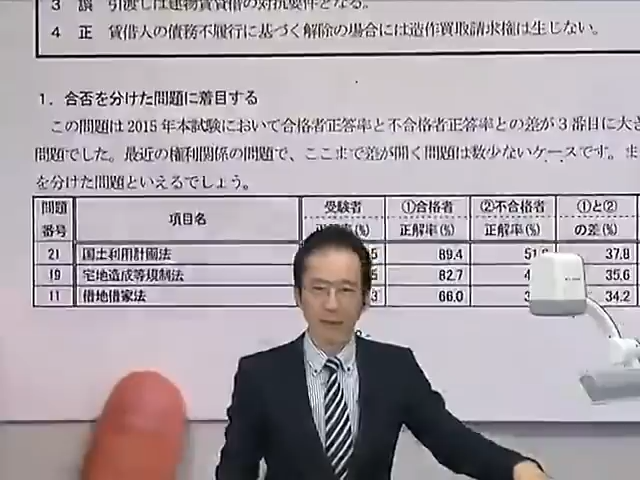 3 誤 引渡しは建物賃貸借の対抗要件となる。
4 正 賃借人の債務不履行に基づく解除の場合には造作買取請求権は生じない。
1．合否を分けた問題に着目する
この問題は2015年本試験において合格者正答率と不合格者正答率との差が3番目に大き
問題でした。最近の権利関係の問題で、ここまで差が開く問題は数少ないケースです。ま
を分けた問題といえるでしょう。
問題番号 項目名 受験者 ①合格者正解率(%) ②不合格者正解率(%) ①と②の差(%)
21 国土利用計画法 5 89.4 51. 37.8
19 宅地造成等規制法 5 82.7 4 35.6
11 借地借家法 3 66.0 3 34.2